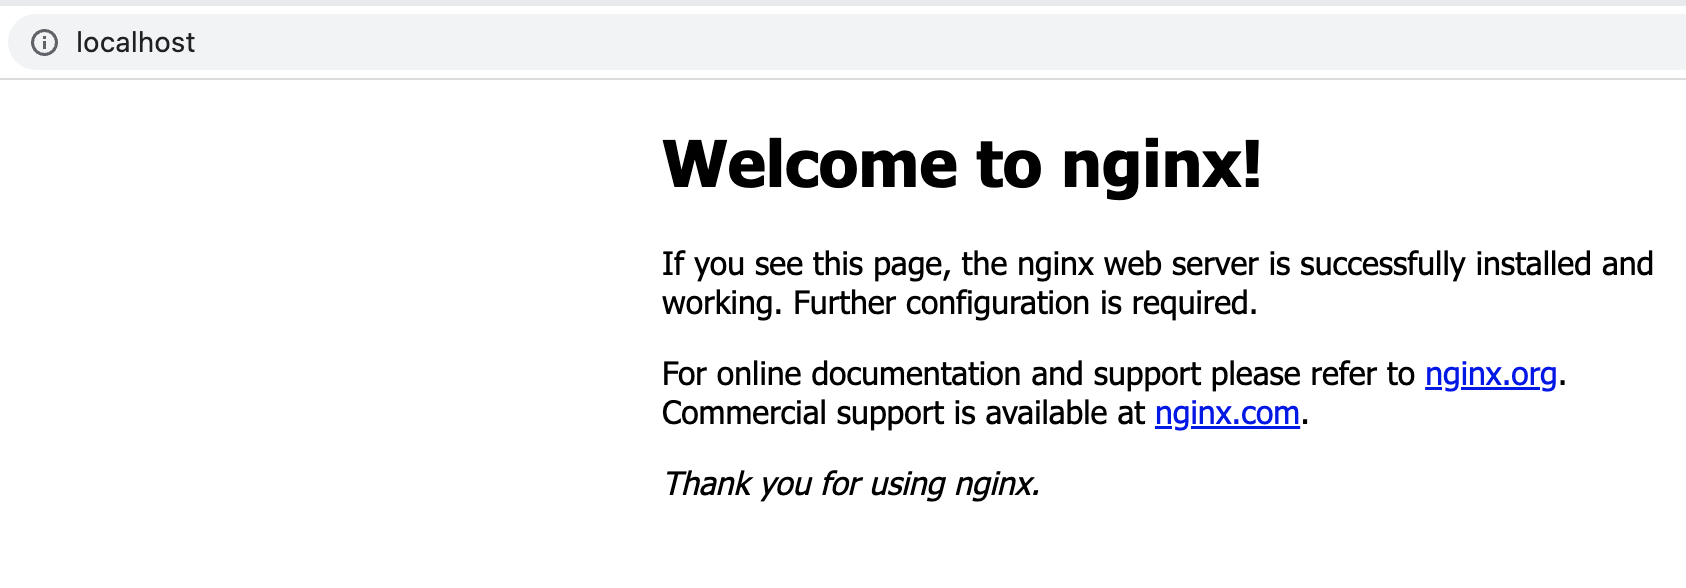 localhost
Welcome to nginx!
If you see this page, the nginx web server is successfully installed and
working. Further configuration is required.
For online documentation and support please refer to nginx.org.
Commercial support is available at nginx.com.
Thank you for using nginx.